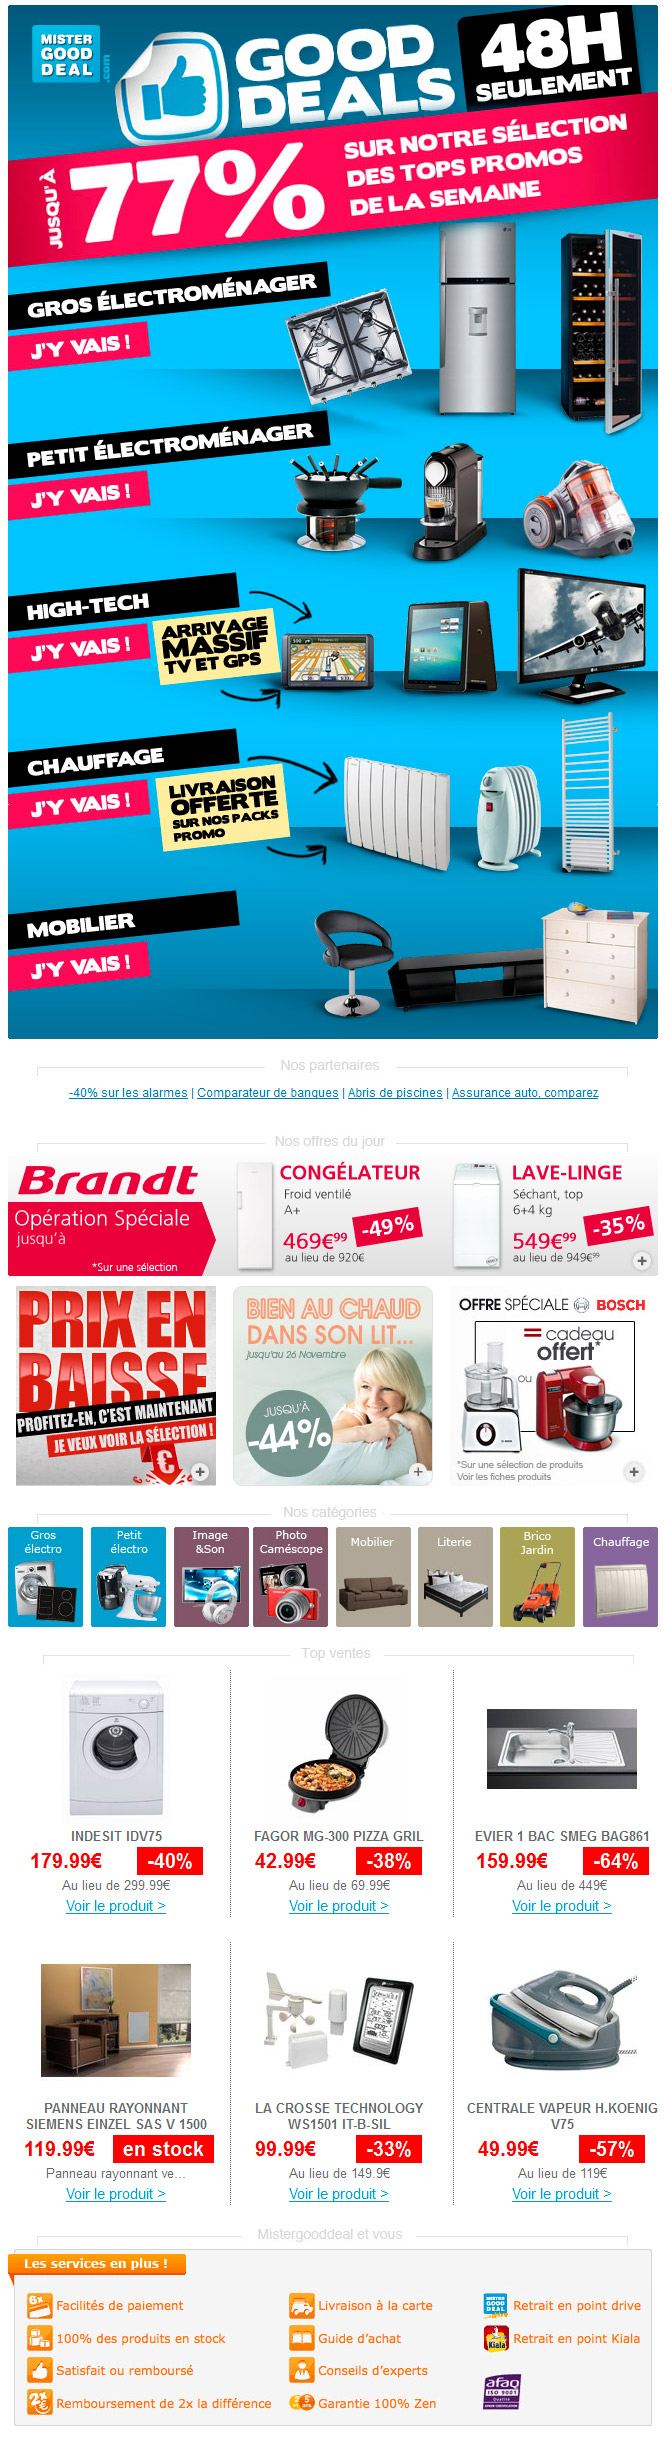 MISTER
GOOD
DEAL
.com
GOOD
DEALS
48H
SEULEMENT
JUSQU'À
77%
SUR NOTRE SÉLECTION
DES TOPS PROMOS
DE LA SEMAINE
GROS ÉLECTROMÉNAGER
J'Y VAIS !
PETIT ÉLECTROMÉNAGER
J'Y VAIS !
HIGH-TECH
J'Y VAIS !
ARRIVAGE
MASSIF
TV ET GPS
CHAUFFAGE
J'Y VAIS !
LIVRAISON
OFFERTE
SUR NOS PACKS
PROMO
MOBILIER
J'Y VAIS !
Nos partenaires
-40% sur les alarmes | Comparateur de banques | Abris de piscines | Assurance auto, comparez
Nos offres du jour
Brandt
Opération Spéciale
jusqu'à
*Sur une sélection
CONGÉLATEUR
Froid ventilé
A+
469€99
-49%
au lieu de 920€
LAVE-LINGE
Séchant, top
6+4 kg
549€99
-35%
au lieu de 949€99
PRIX EN
BAISSE
PROFITEZ-EN, C'EST MAINTENANT
JE VEUX VOIR LA SÉLECTION !
€
BIEN AU CHAUD
DANS SON LIT...
jusqu'au 26 Novembre
JUSQU'À
-44%
OFFRE SPÉCIALE BOSCH
= cadeau
offert*
ou
*Sur une sélection de produits
Voir les fiches produits
Nos catégories
Gros
électro
Petit
électro
Image
&Son
Photo
Caméscope
Mobilier
Literie
Brico
Jardin
Chauffage
Top ventes
INDESIT IDV75
179.99€ -40%
Au lieu de 299.99€
Voir le produit >
FAGOR MG-300 PIZZA GRIL
42.99€ -38%
Au lieu de 69.99€
Voir le produit >
EVIER 1 BAC SMEG BAG861
159.99€ -64%
Au lieu de 449€
Voir le produit >
PANNEAU RAYONNANT
SIEMENS EINZEL SAS V 1500
119.99€ en stock
Panneau rayonnant ve...
Voir le produit >
LA CROSSE TECHNOLOGY
WS1501 IT-B-SIL
99.99€ -33%
Au lieu de 149.9€
Voir le produit >
CENTRALE VAPEUR H.KOENIG
V75
49.99€ -57%
Au lieu de 119€
Voir le produit >
Mistergooddeal et vous
Les services en plus !
6x Facilités de paiement
100% des produits en stock
Satisfait ou remboursé
2x Remboursement de 2x la différence
Livraison à la carte
Guide d'achat
Conseils d'experts
Garantie 100% Zen
MISTER
GOOD
DEAL
Retrait en point drive
Kiala Retrait en point Kiala
afaq
ISO 9001
Qualité